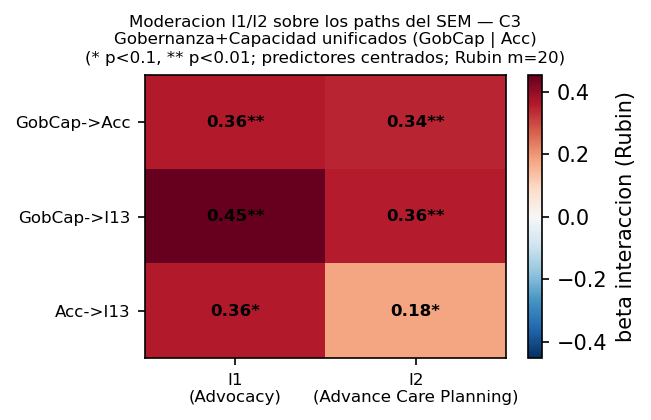 Moderacion I1/I2 sobre los paths del SEM — C3
Gobernanza+Capacidad unificados (GobCap | Acc)
(* p<0.1, ** p<0.01; predictores centrados; Rubin m=20)
GobCap->Acc
0.36**
0.34**
GobCap->I13
0.45**
0.36**
Acc->I13
0.36*
0.18*
I1
(Advocacy)
I2
(Advance Care Planning)
0.4
0.2
0.0
−0.2
−0.4
beta interaccion (Rubin)